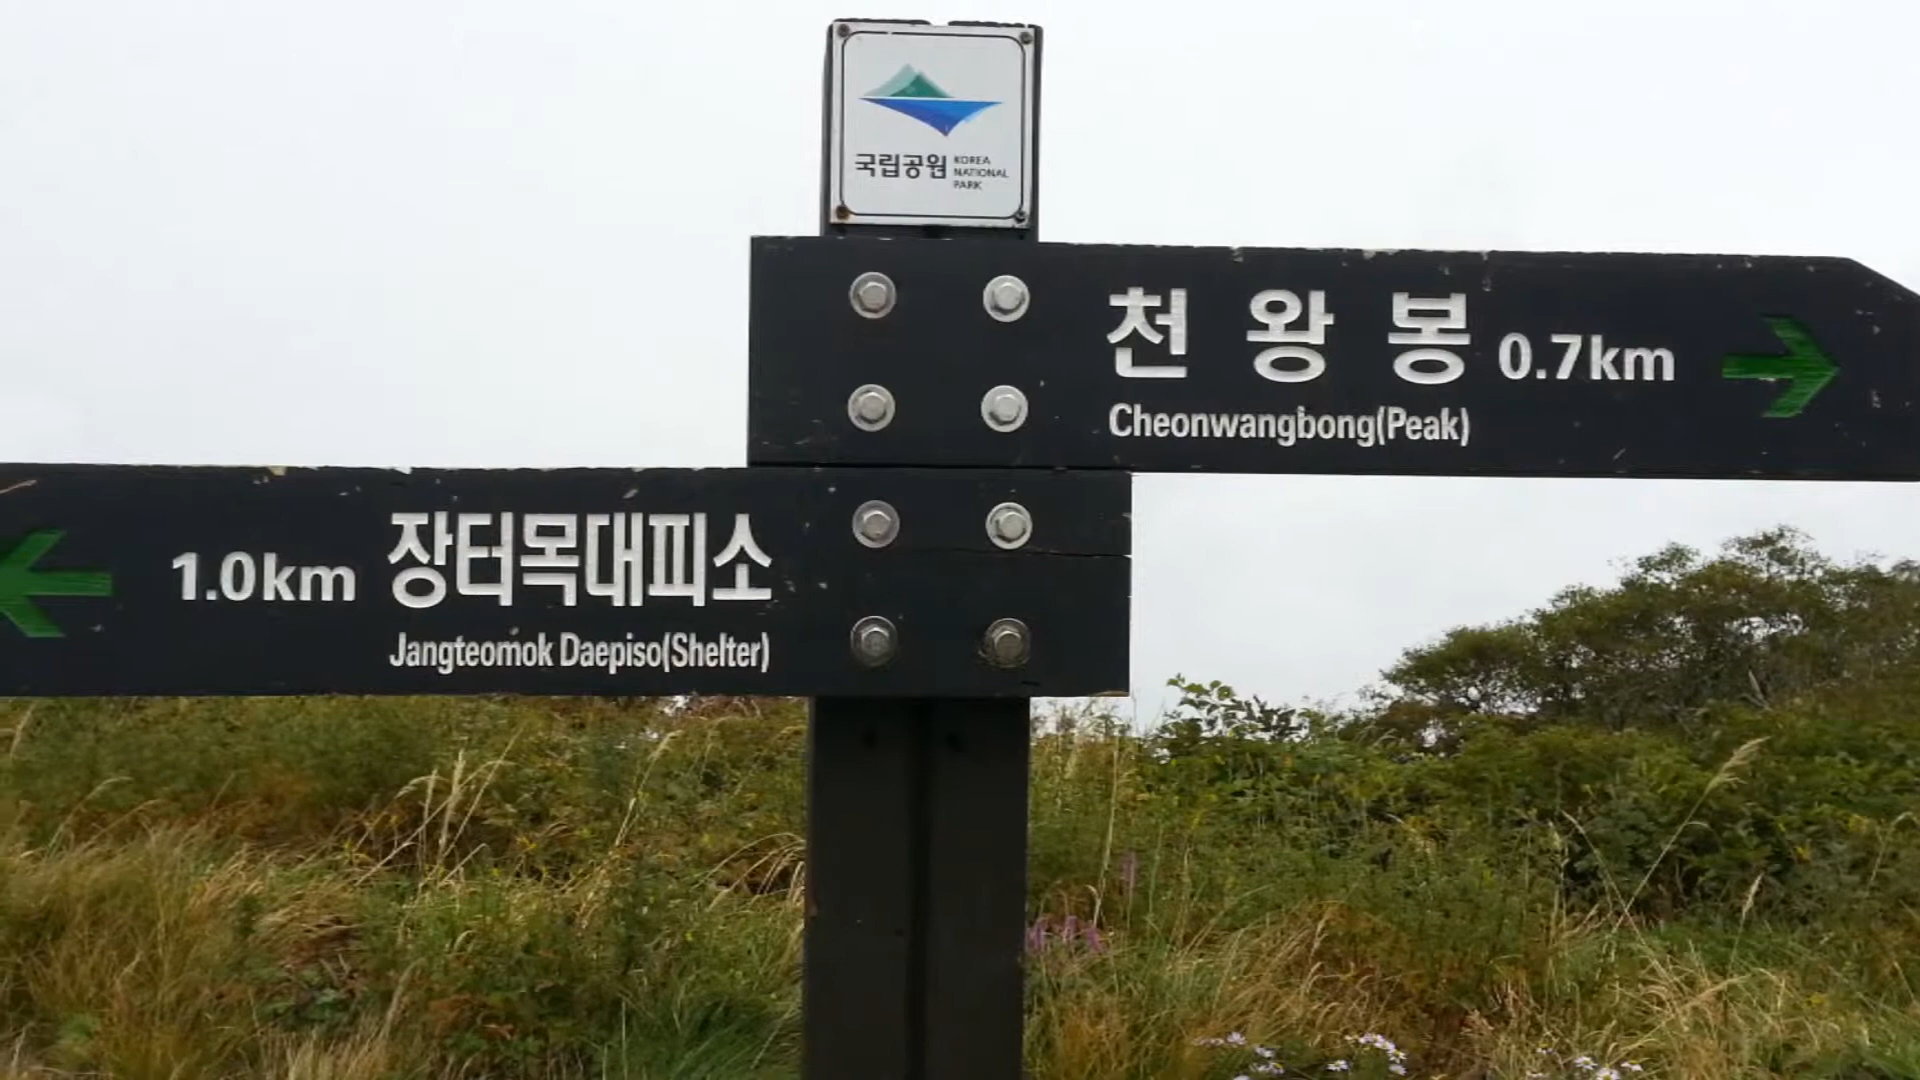 국립공원 KOREA
NATIONAL
PARK
천 왕 봉 0.7km
Cheonwangbong(Peak)
1.0km 장터목대피소
Jangteomok Daepiso(Shelter)